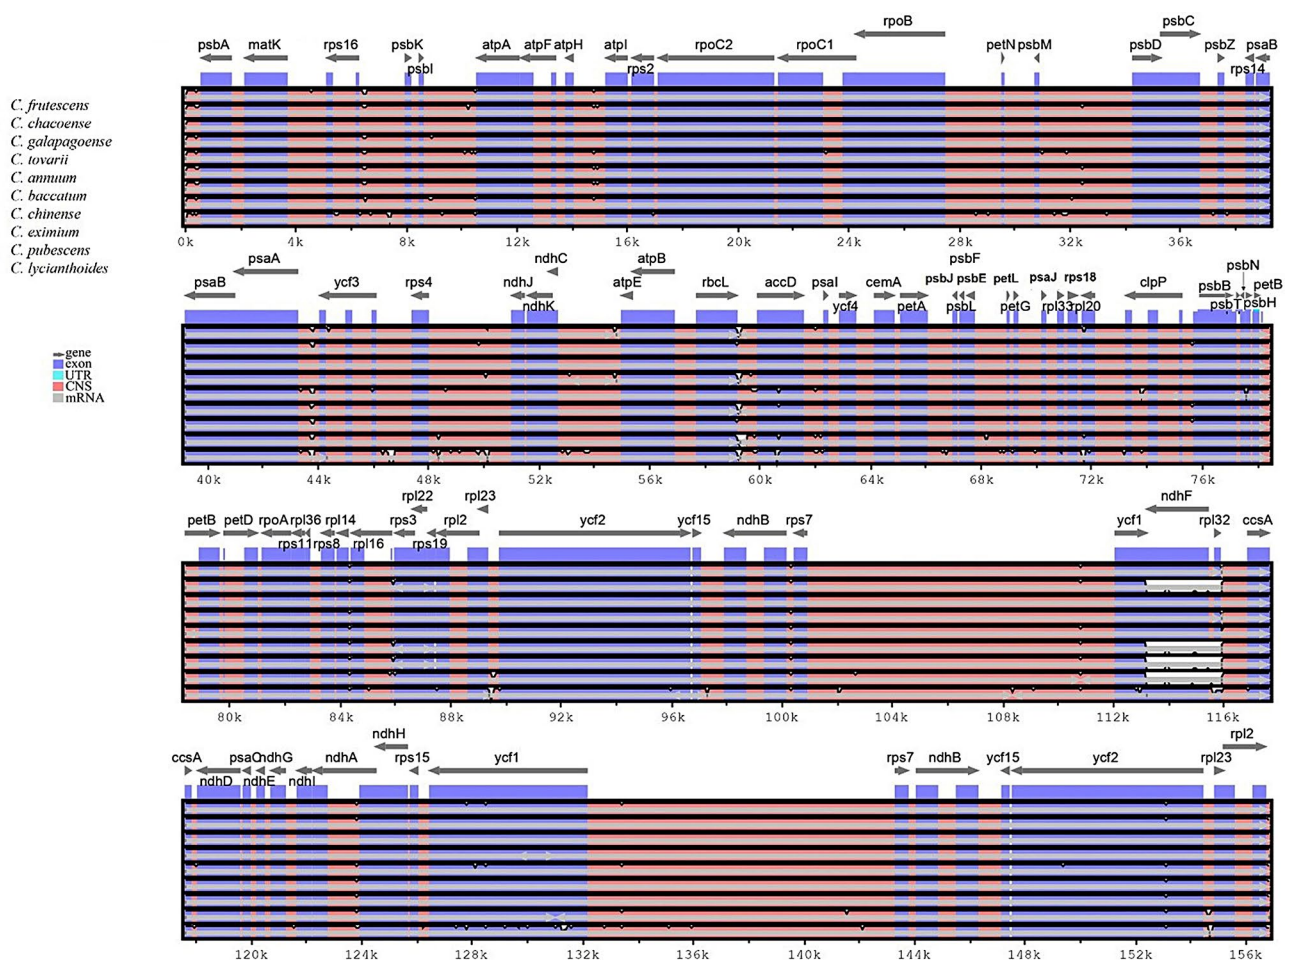 rpoB
psbC
psbA matK rps16 psbK atpA atpF atpH atpI rpoC2 rpoC1 petN psbM psbD psbZ psaB
psbI rps2 rps14
C. frutescens
C. chacoense
C. galapagoense
C. tovarii
C. annuum
C. baccatum
C. chinense
C. eximium
C. pubescens
C. lycianthoides
0k 4k 8k 12k 16k 20k 24k 28k 32k 36k
psaA ndhC atpB psbF psbN
psaB ycf3 rps4 ndhJ atpE rbcL accD psaI cemA psbJ psbE petL psaJ rps18 clpP psbB petB
ndhK ycf4 petA psbL petG rpl33 rpl20 psbT psbH
gene
exon
UTR
CNS
mRNA
40k 44k 48k 52k 56k 60k 64k 68k 72k 76k
rpl22 rpl23 ndhF
petB petD rpoA rpl36 rpl14 rps3 rpl2 ycf2 ycf15 ndhB rps7 ycf1 rpl32 ccsA
rps11 rps8 rpl16 rps19
80k 84k 88k 92k 96k 100k 104k 108k 112k 116k
ndhH rpl2
ccsA psaC ndhG ndhA rps15 ycf1 rps7 ndhB ycf15 ycf2 rpl23
ndhD ndhE ndhI
120k 124k 128k 132k 136k 140k 144k 148k 152k 156k